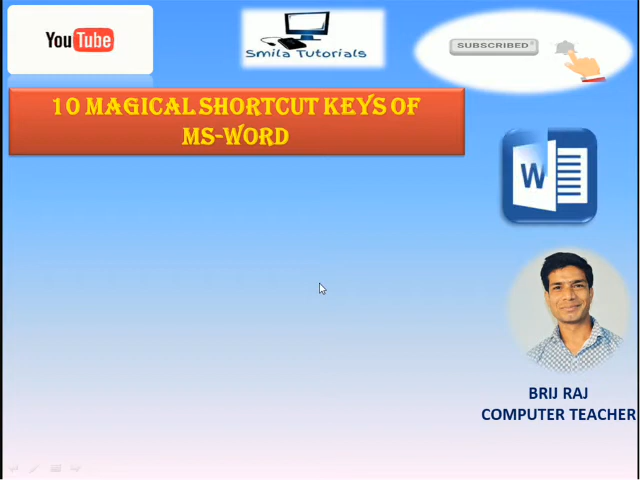 YouTube
Smila Tutorials
SUBSCRIBED
10 MAGICAL SHORTCUT KEYS OF
MS-WORD
W
BRIJ RAJ
COMPUTER TEACHER